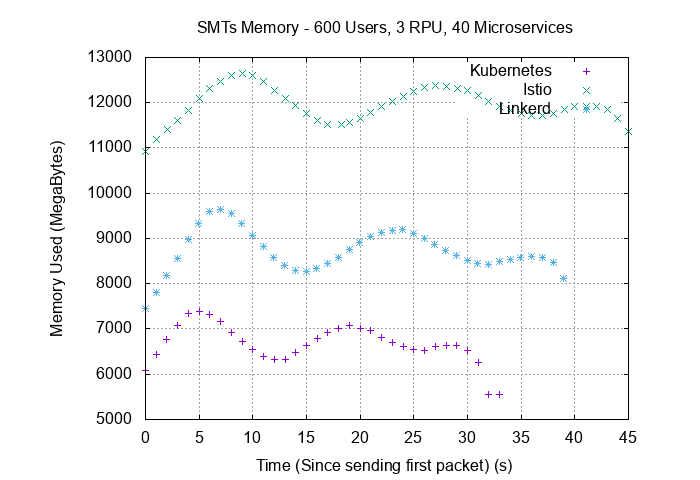 SMTs Memory - 600 Users, 3 RPU, 40 Microservices
13000
12000
11000
10000
9000
8000
7000
6000
5000
Memory Used (MegaBytes)
Kubernetes
Istio
Linkerd
0 5 10 15 20 25 30 35 40 45
Time (Since sending first packet) (s)